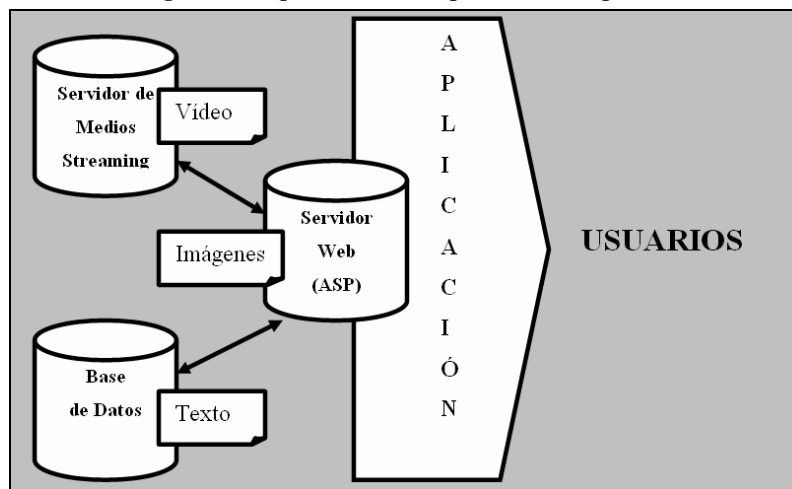 Servidor de
Medios
Streaming
Vídeo
Servidor
Web
(ASP)
Imágenes
Base
de Datos
Texto
A
P
L
I
C
A
C
I
Ó
N
USUARIOS